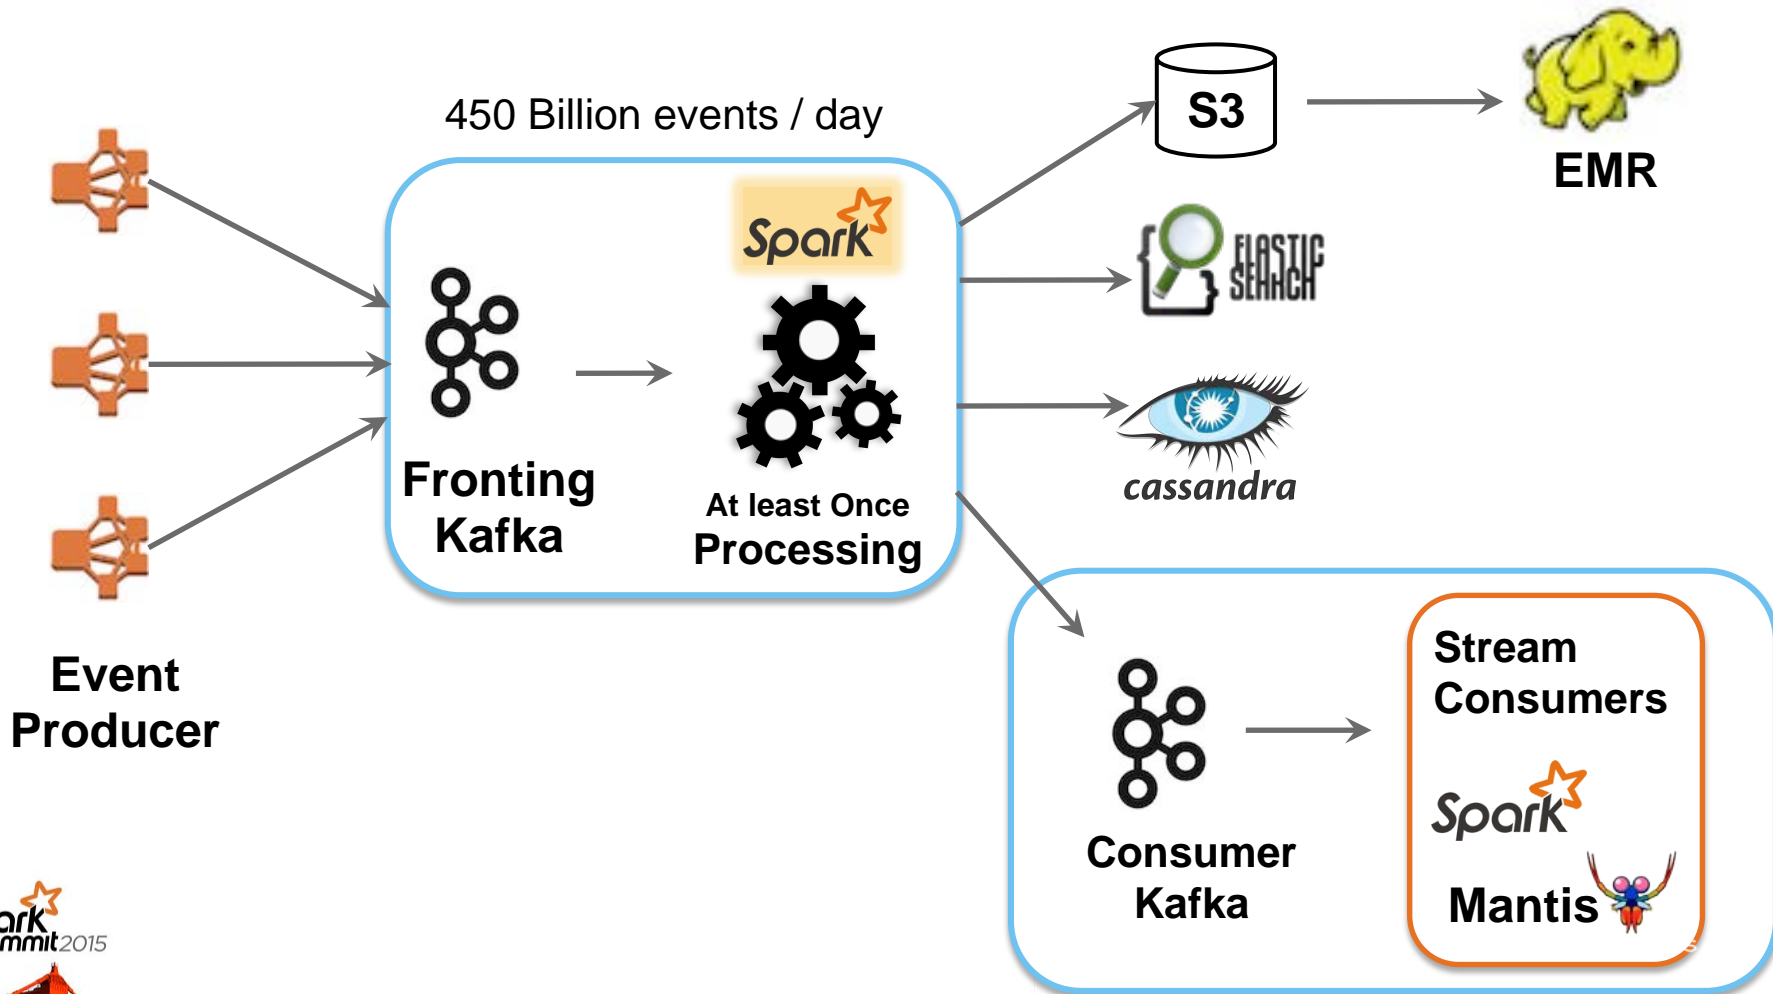 450 Billion events / day
S3
EMR
Spark
ELASTIC
SEARCH
Fronting
Kafka
At least Once
Processing
cassandra
Event
Producer
Stream
Consumers
Spark
Mantis
Consumer
Kafka
ark
mmit2015